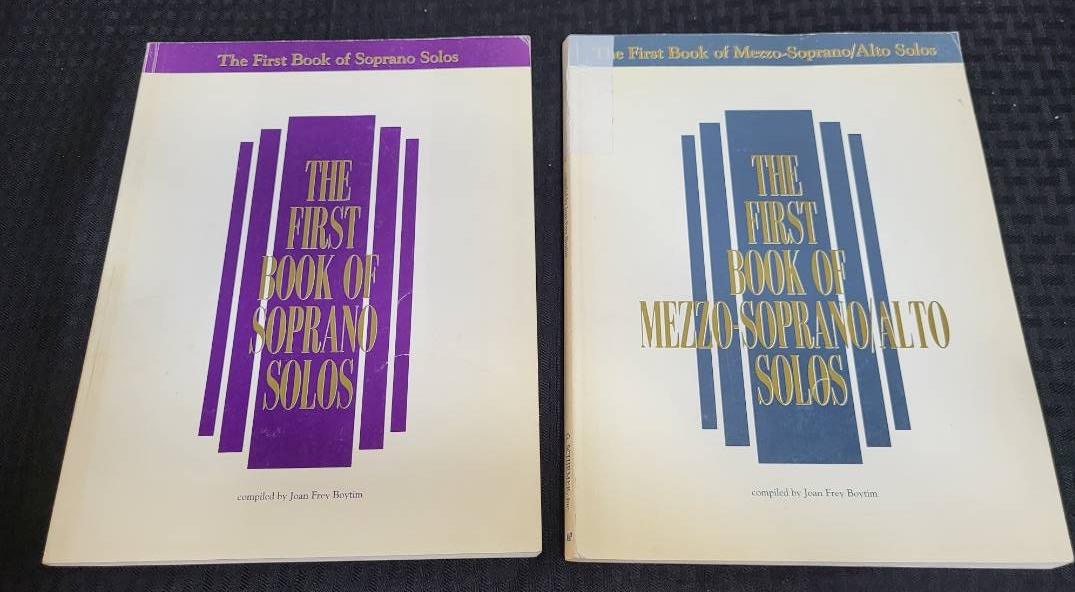 The First Book of Soprano Solos
THE
FIRST
BOOK OF
SOPRANO
SOLOS
compiled by Joan Frey Boytim
The First Book of Mezzo-Soprano/Alto Solos
THE
FIRST
BOOK OF
MEZZO-SOPRANO/ALTO
SOLOS
compiled by Joan Frey Boytim
G. SCHIRMER, Inc.